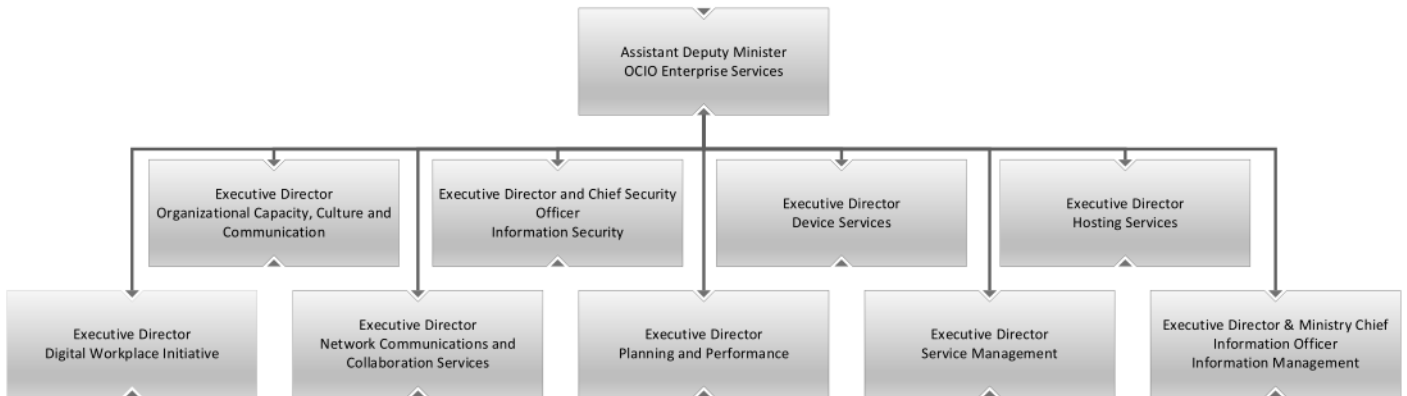 Assistant Deputy Minister
OCIO Enterprise Services
Executive Director
Organizational Capacity, Culture and
Communication
Executive Director and Chief Security
Officer
Information Security
Executive Director
Device Services
Executive Director
Hosting Services
Executive Director
Digital Workplace Initiative
Executive Director
Network Communications and
Collaboration Services
Executive Director
Planning and Performance
Executive Director
Service Management
Executive Director & Ministry Chief
Information Officer
Information Management